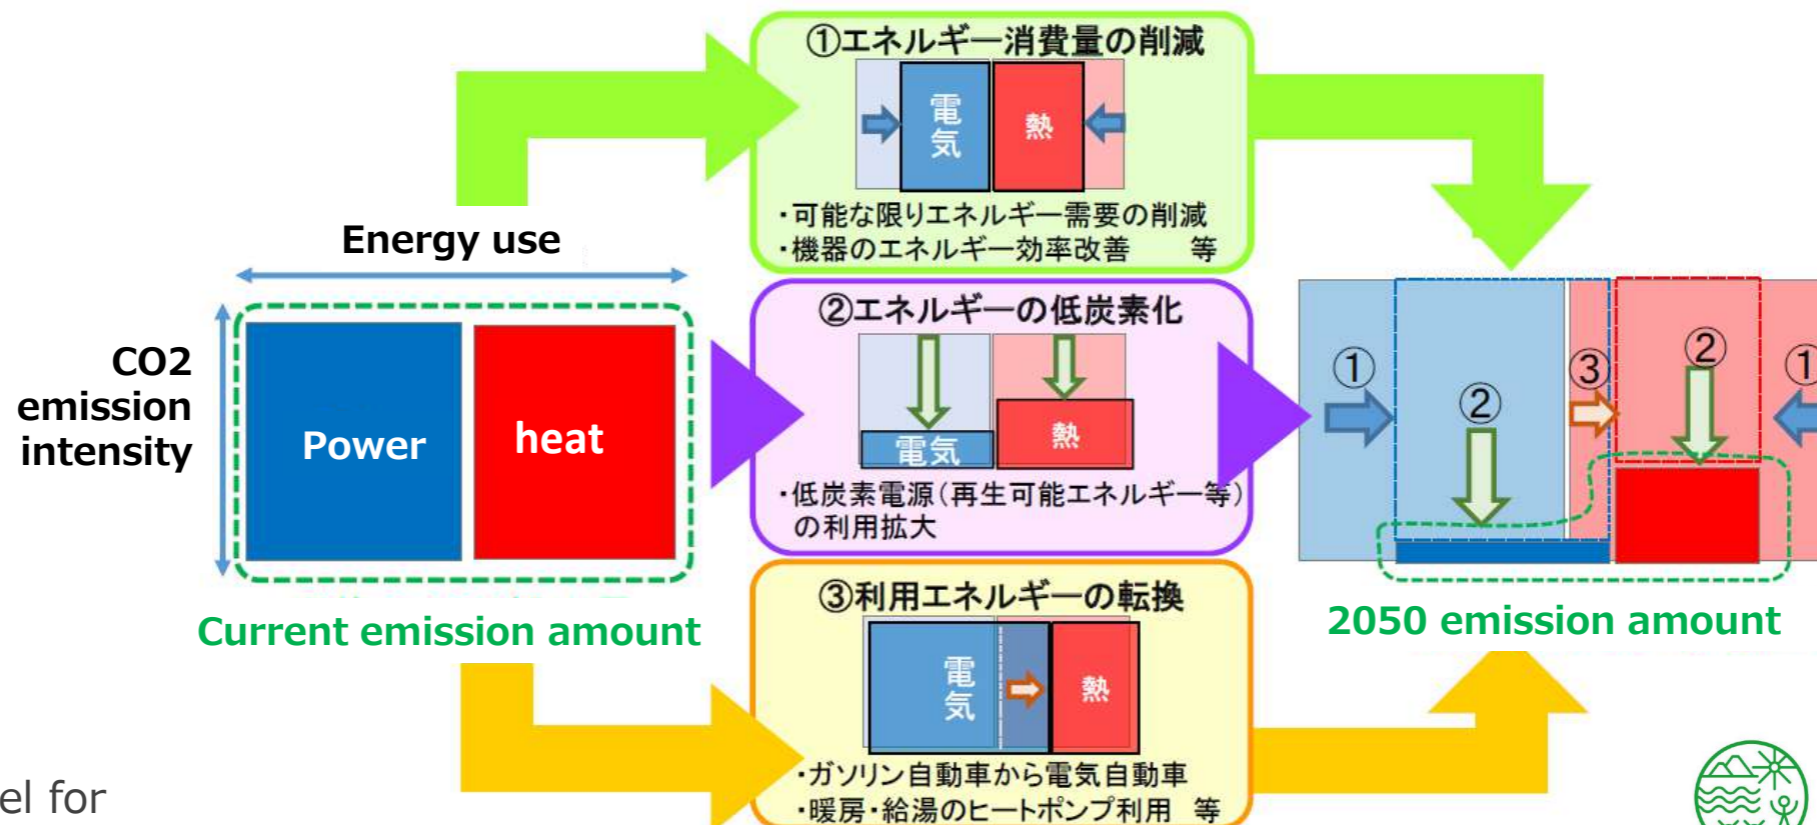 ①エネルギー消費量の削減
電
気
熱
・可能な限りエネルギー需要の削減
・機器のエネルギー効率改善　等
Energy use
CO2
emission
intensity
Power
heat
Current emission amount
②エネルギーの低炭素化
電気
熱
・低炭素電源（再生可能エネルギー等）
の利用拡大
③利用エネルギーの転換
電
気
熱
・ガソリン自動車から電気自動車
・暖房・給湯のヒートポンプ利用　等
①
②
③
②
①
2050 emission amount
el for